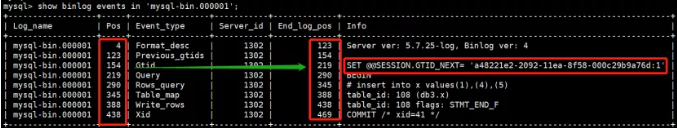 mysql> show binlog events in 'mysql-bin.000001';
| Log_name | Pos | Event_type | Server_id | End_log_pos | Info |
| mysql-bin.000001 | 4 | Format_desc | 1302 | 123 | Server ver: 5.7.25-log, Binlog ver: 4 |
| mysql-bin.000001 | 123 | Previous_gtids | 1302 | 154 | |
| mysql-bin.000001 | 154 | Gtid | 1302 | 219 | SET @@SESSION.GTID_NEXT= 'a48221e2-2092-11ea-8f58-000c29b9a76d:1' |
| mysql-bin.000001 | 219 | Query | 1302 | 290 | BEGIN |
| mysql-bin.000001 | 290 | Rows_query | 1302 | 345 | # insert into x values(1),(4),(5) |
| mysql-bin.000001 | 345 | Table_map | 1302 | 388 | table_id: 108 (db3.x) |
| mysql-bin.000001 | 388 | Write_rows | 1302 | 438 | table_id: 108 flags: STMT_END_F |
| mysql-bin.000001 | 438 | Xid | 1302 | 469 | COMMIT /* xid=41 */ |